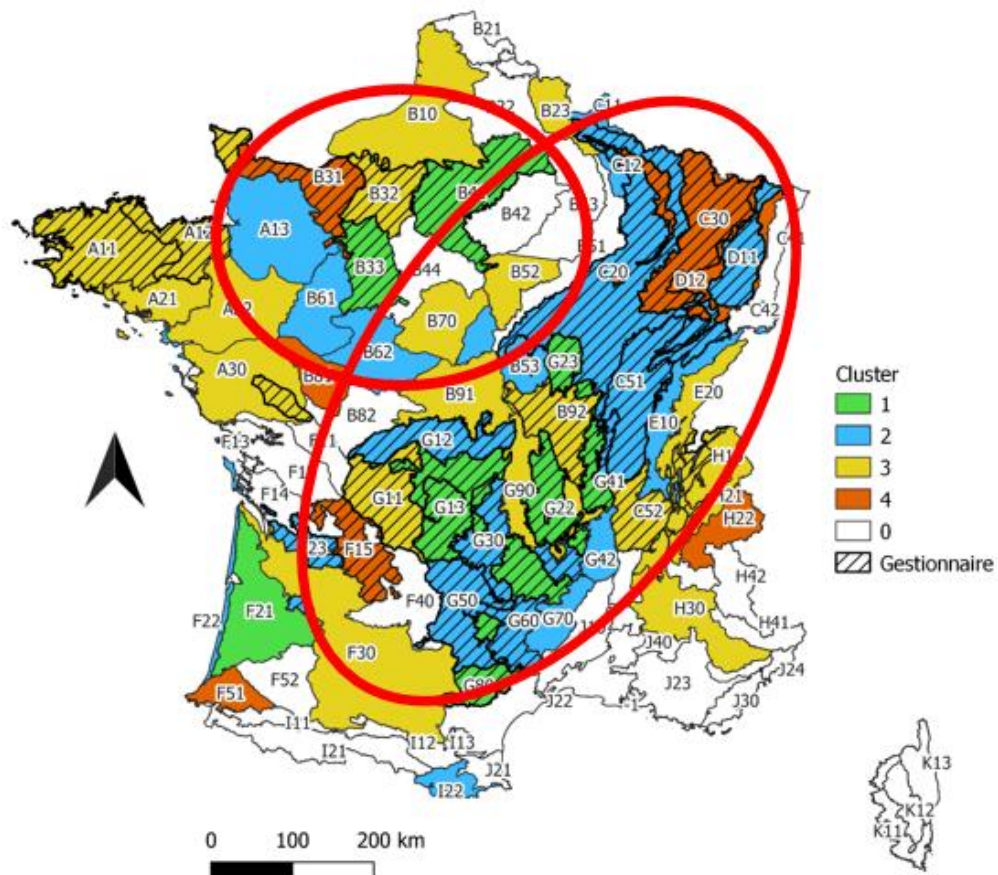 B21
B10
B23
C11
B31
B32
C12
B42
C30
A13
A11
B33
C20
D11
D12
B44
B52
C42
A21
B61
B70
A30
B62
B53
G23
C51
E20
B82
B91
B92
E10
F13
G12
F14
G11
G13
G90
G22
G41
C52
H22
F15
G30
G42
H42
F40
G50
G60
G70
H30
H41
F22
F21
F30
J40
J24
F51
F52
J23
J30
J22
I11
I12
I13
I21
J21
I22
K13
K12
K11
Cluster
1
2
3
4
0
Gestionnaire
0 100 200 km